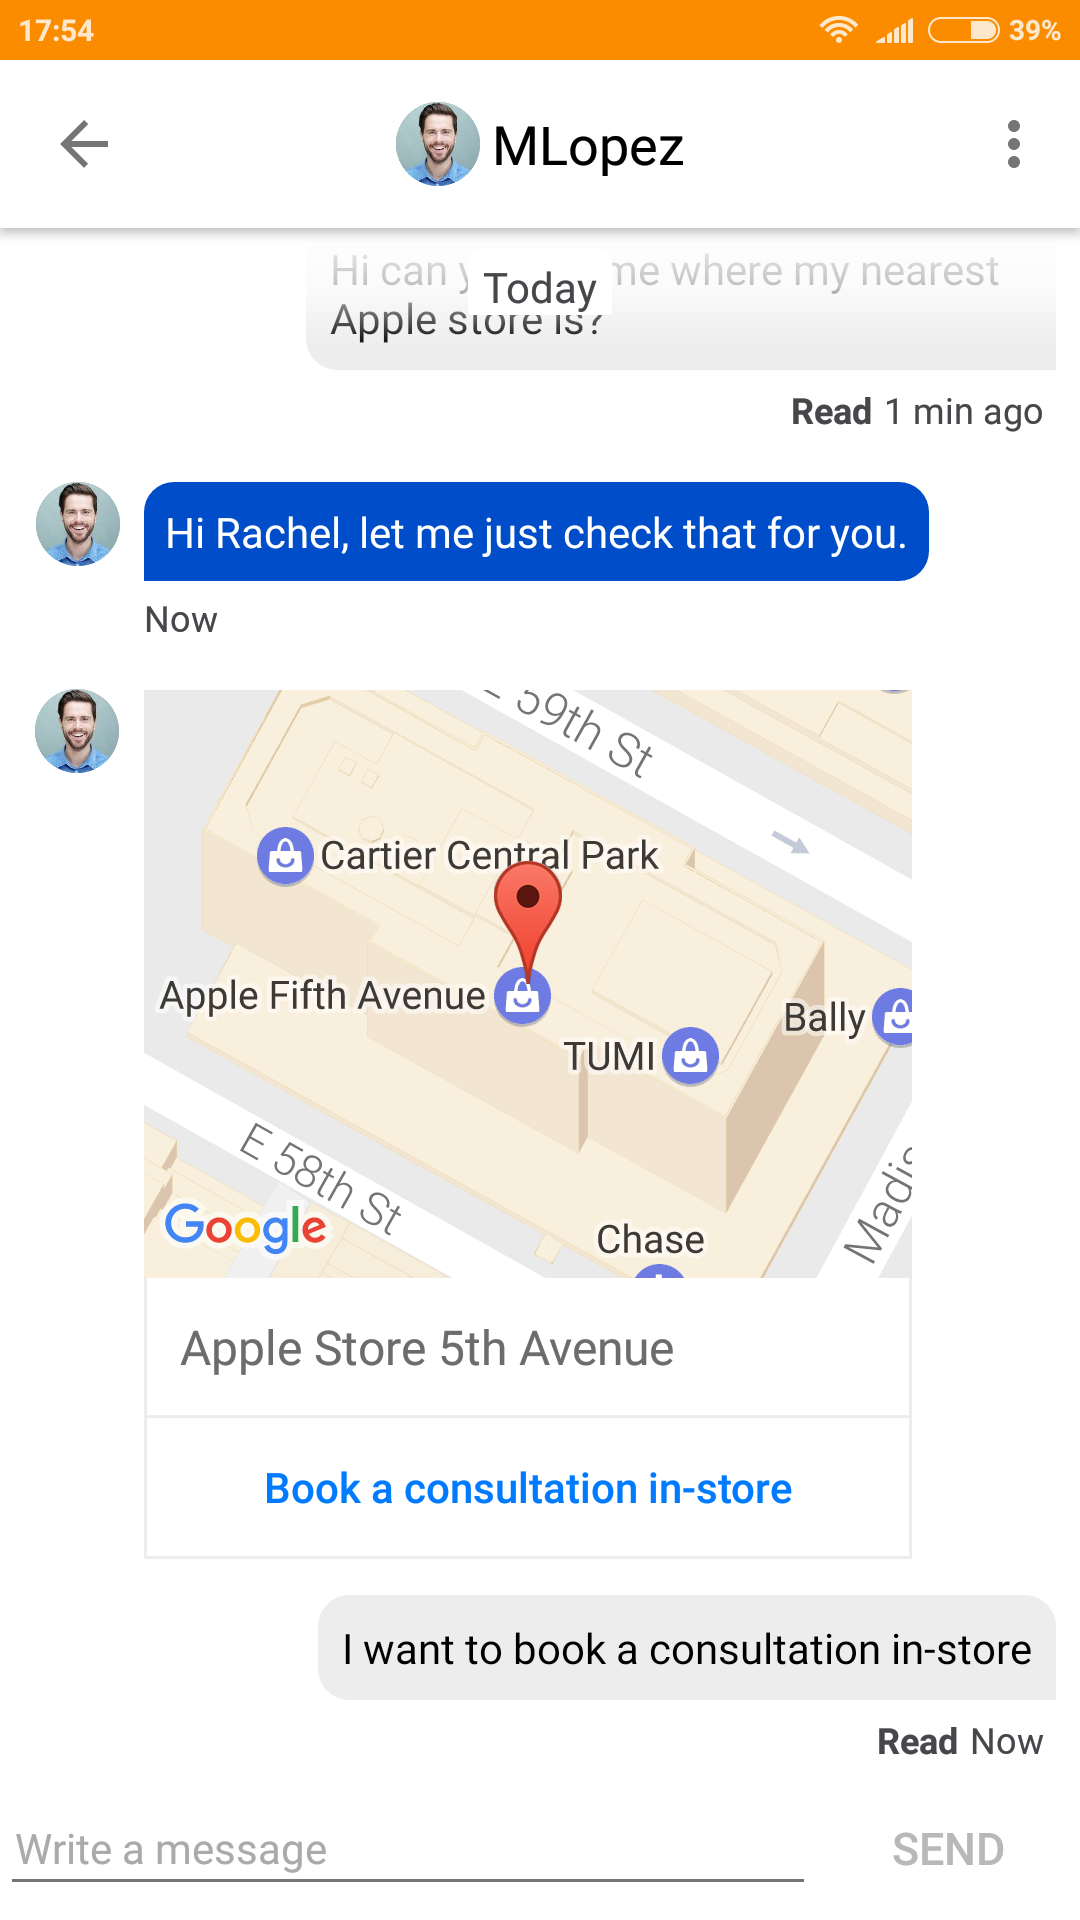 17:54
39%
MLopez
Hi can me where my nearest
Today
Apple store is?
Read 1 min ago
Hi Rachel, let me just check that for you.
Now
E 59th St
Cartier Central Park
Apple Fifth Avenue
Bally
TUMI
E 58th St
Google
Chase
Apple Store 5th Avenue
Book a consultation in-store
I want to book a consultation in-store
Read Now
Write a message
SEND